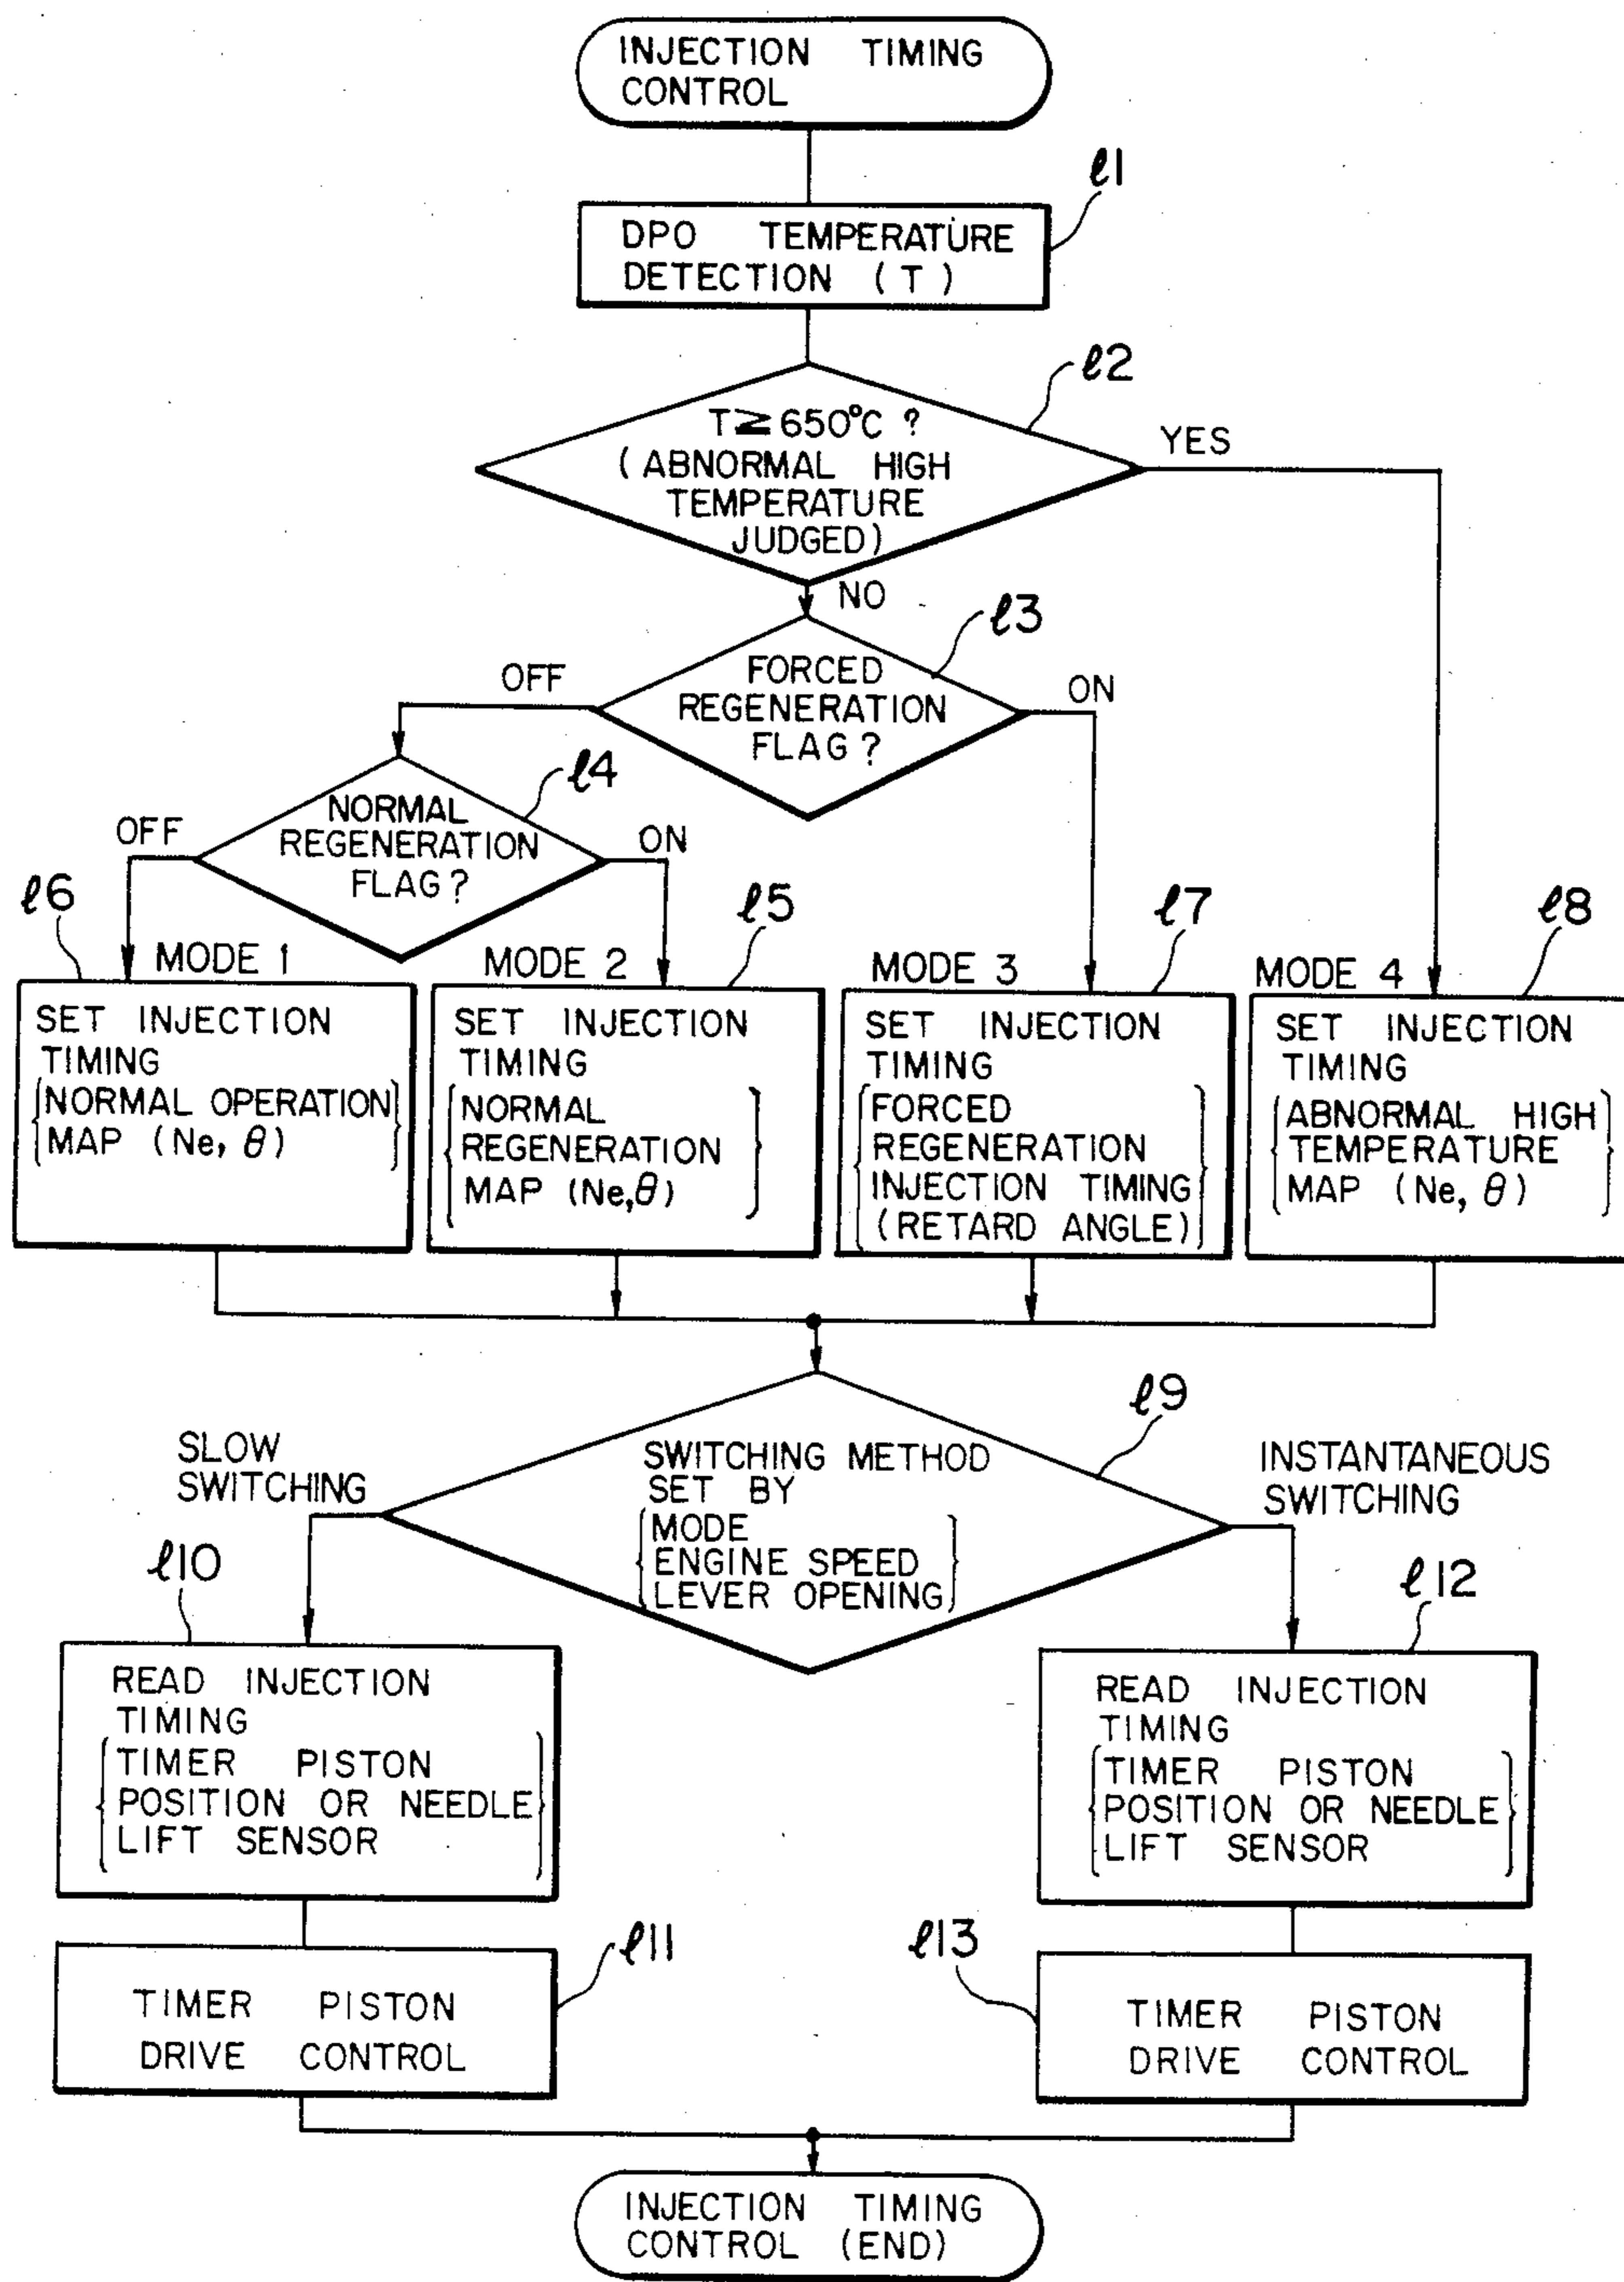 INJECTION TIMING
CONTROL
ℓ1
DPO TEMPERATURE
DETECTION (T)
ℓ2
T≧650°C ?
(ABNORMAL HIGH
TEMPERATURE
JUDGED)
YES
NO
ℓ3
FORCED
REGENERATION
FLAG?
OFF
ON
ℓ4
NORMAL
REGENERATION
FLAG?
OFF
ON
ℓ6
MODE 1
SET INJECTION
TIMING
{NORMAL OPERATION
MAP (Ne, θ)}
ℓ5
MODE 2
SET INJECTION
TIMING
{NORMAL
REGENERATION
MAP (Ne,θ)}
ℓ7
MODE 3
SET INJECTION
TIMING
{FORCED
REGENERATION
INJECTION TIMING
(RETARD ANGLE)}
ℓ8
MODE 4
SET INJECTION
TIMING
{ABNORMAL HIGH
TEMPERATURE
MAP (Ne, θ)}
ℓ9
SWITCHING METHOD
SET BY
{MODE
ENGINE SPEED
LEVER OPENING}
SLOW
SWITCHING
INSTANTANEOUS
SWITCHING
ℓ10
READ INJECTION
TIMING
{TIMER PISTON
POSITION OR NEEDLE
LIFT SENSOR}
ℓ11
TIMER PISTON
DRIVE CONTROL
ℓ12
READ INJECTION
TIMING
{TIMER PISTON
POSITION OR NEEDLE
LIFT SENSOR}
ℓ13
TIMER PISTON
DRIVE CONTROL
INJECTION TIMING
CONTROL (END)